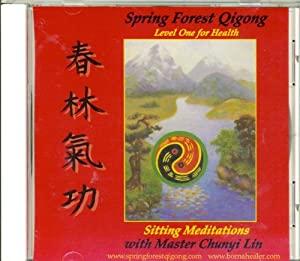 Spring Forest Qigong
Level One for Health
春林氣功
Sitting Meditations
with Master Chunyi Lin
www.springforestqigong.com www.bornahealer.com